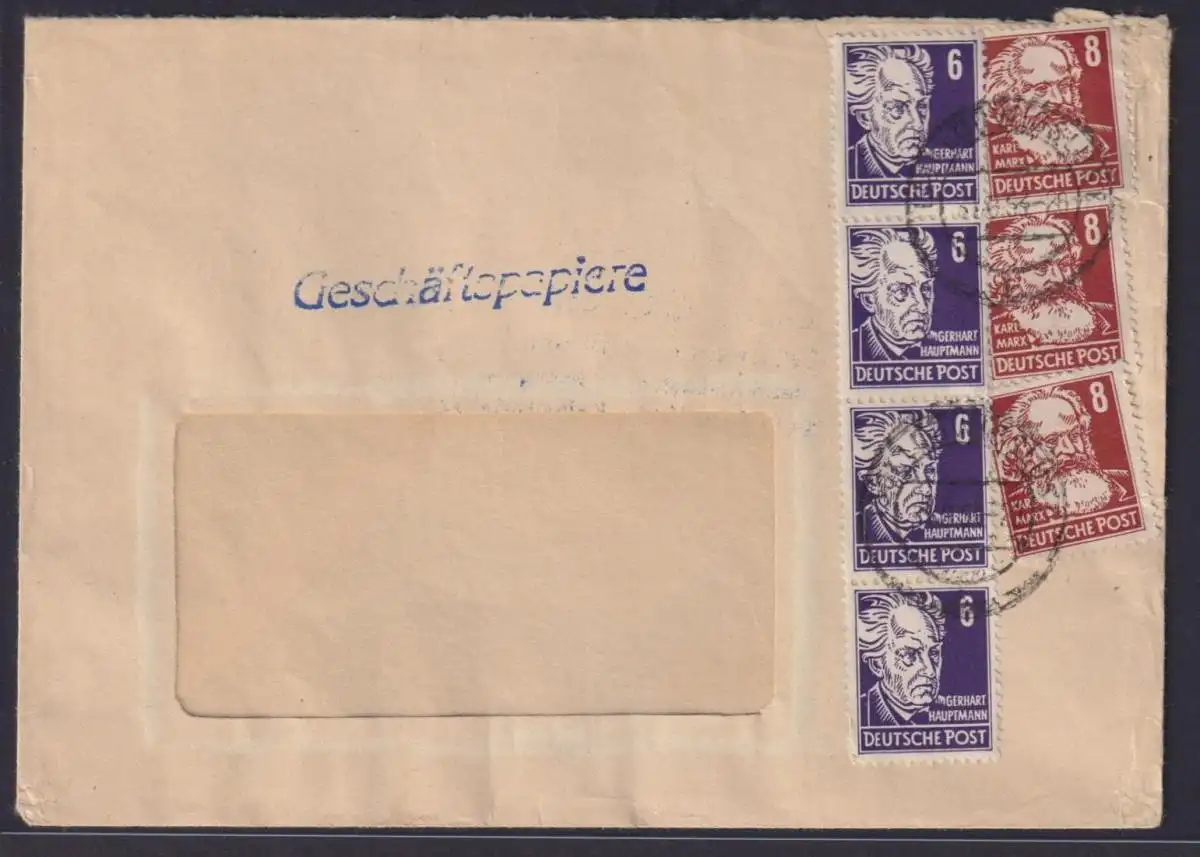 6
GERHART
HAUPTMANN
DEUTSCHE POST
8
KARL
MARX
DEUTSCHE POST
6
GERHART
HAUPTMANN
DEUTSCHE POST
8
KARL
MARX
DEUTSCHE POST
Geschäftspapiere
6
GERHART
HAUPTMANN
DEUTSCHE POST
8
KARL
MARX
DEUTSCHE POST
6
GERHART
HAUPTMANN
DEUTSCHE POST